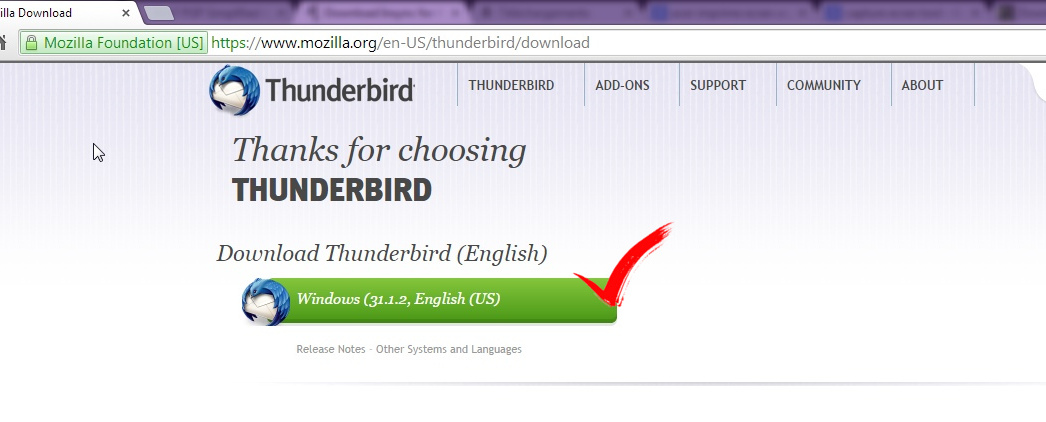 lla Download
Mozilla Foundation [US] https://www.mozilla.org/en-US/thunderbird/download
Thunderbird
THUNDERBIRD
ADD-ONS
SUPPORT
COMMUNITY
ABOUT
Thanks for choosing
THUNDERBIRD
Download Thunderbird (English)
Windows (31.1.2, English (US)
Release Notes - Other Systems and Languages